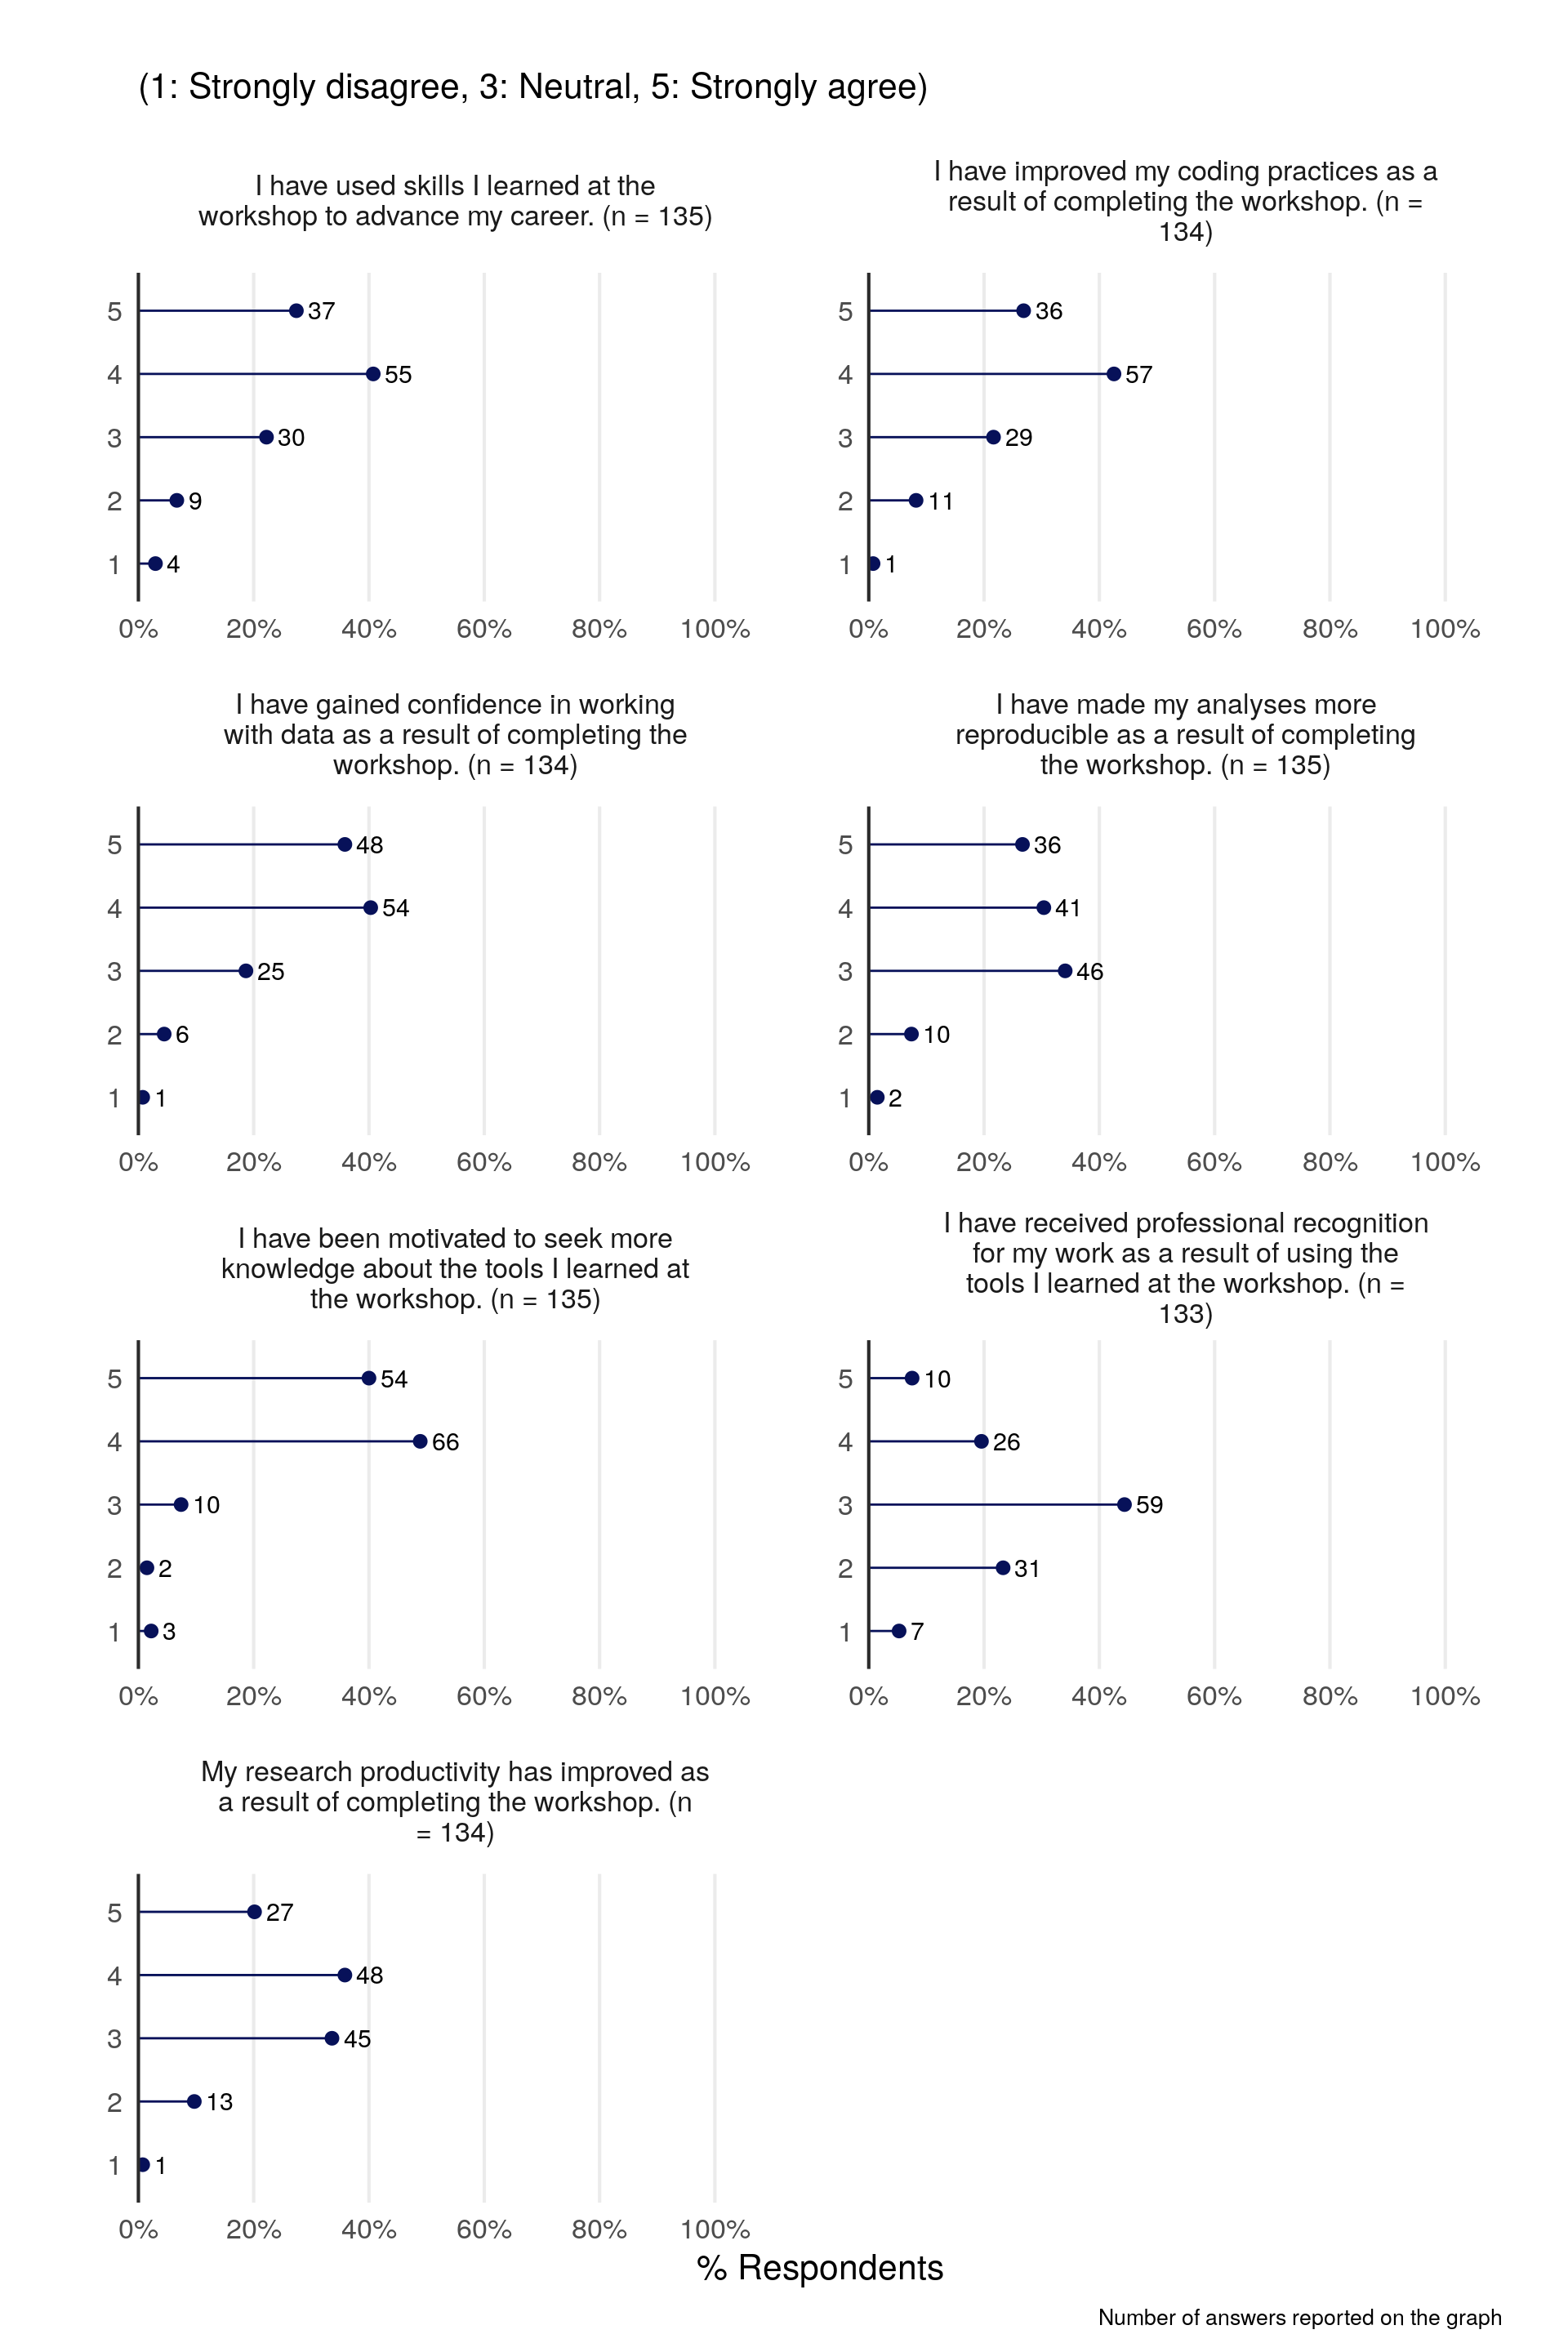 (1: Strongly disagree, 3: Neutral, 5: Strongly agree)
I have used skills I learned at the
workshop to advance my career. (n = 135)
5 37
4 55
3 30
2 9
1 4
0% 20% 40% 60% 80% 100%
I have improved my coding practices as a
result of completing the workshop. (n =
134)
5 36
4 57
3 29
2 11
1 1
0% 20% 40% 60% 80% 100%
I have gained confidence in working
with data as a result of completing the
workshop. (n = 134)
5 48
4 54
3 25
2 6
1 1
0% 20% 40% 60% 80% 100%
I have made my analyses more
reproducible as a result of completing
the workshop. (n = 135)
5 36
4 41
3 46
2 10
1 2
0% 20% 40% 60% 80% 100%
I have been motivated to seek more
knowledge about the tools I learned at
the workshop. (n = 135)
5 54
4 66
3 10
2 2
1 3
0% 20% 40% 60% 80% 100%
I have received professional recognition
for my work as a result of using the
tools I learned at the workshop. (n =
133)
5 10
4 26
3 59
2 31
1 7
0% 20% 40% 60% 80% 100%
My research productivity has improved as
a result of completing the workshop. (n
= 134)
5 27
4 48
3 45
2 13
1 1
0% 20% 40% 60% 80% 100%
% Respondents
Number of answers reported on the graph